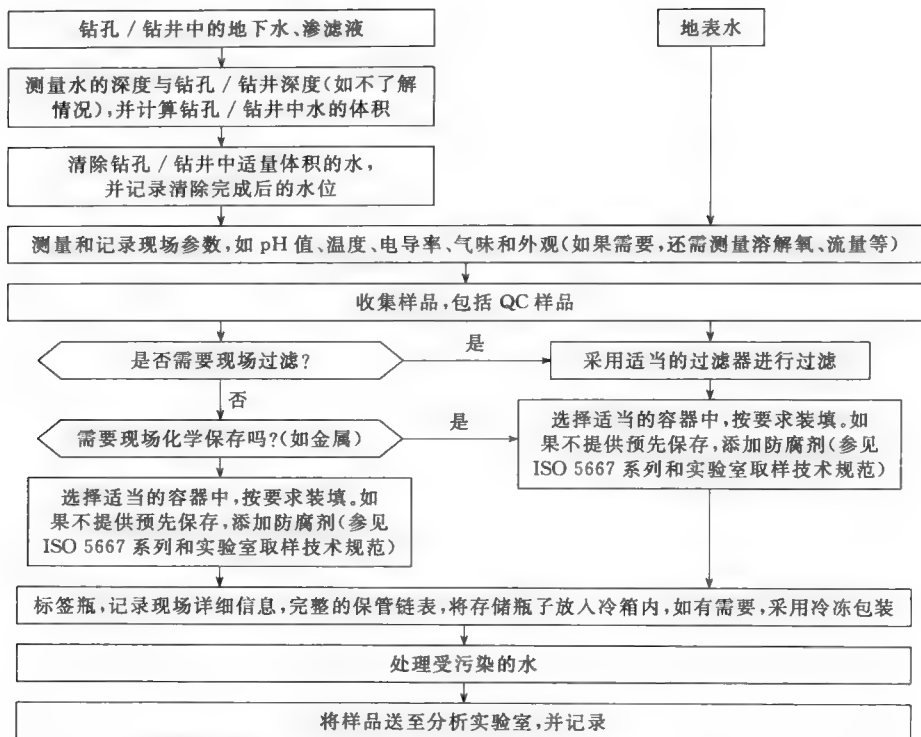 钻孔/钻井中的地下水、渗滤液
地表水
测量水的深度与钻孔/钻井深度(如不了解
情况),并计算钻孔/钻井中水的体积
清除钻孔/钻井中适量体积的水,
并记录清除完成后的水位
测量和记录现场参数,如 pH 值、温度、电导率、气味和外观(如果需要,还需测量溶解氧、流量等)
收集样品,包括 QC 样品
是否需要现场过滤?
是
采用适当的过滤器进行过滤
否
需要现场化学保存吗?(如金属)
是
选择适当的容器中,按要求装填。如
果不提供预先保存,添加防腐剂(参见
ISO 5667 系列和实验室取样技术规范)
选择适当的容器中,按要求装填。如
果不提供预先保存,添加防腐剂(参见
ISO 5667 系列和实验室取样技术规范)
标签瓶,记录现场详细信息,完整的保管链表,将存储瓶子放入冷箱内,如有需要,采用冷冻包装
处理受污染的水
将样品送至分析实验室,并记录